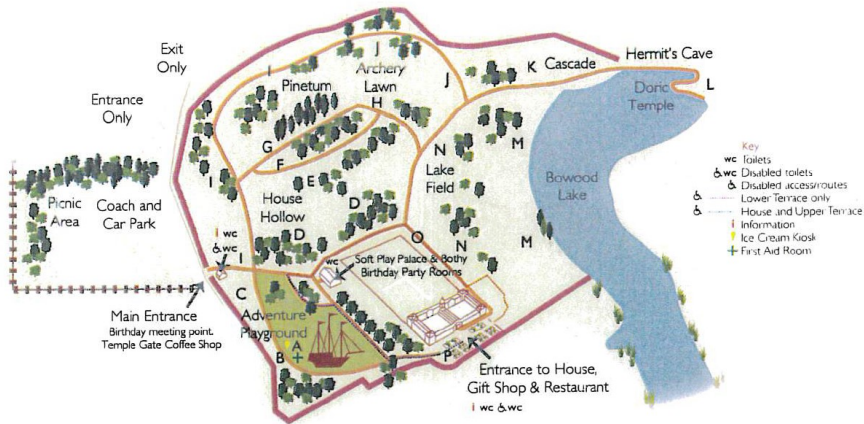 Exit
Only
Entrance
Only
Picnic
Area
Coach and
Car Park
Main Entrance
Birthday meeting point.
Temple Gate Coffee Shop
I
Pinetum
J
Archery
Lawn
H
J
K
Cascade
Hermit's Cave
Doric
Temple
L
G
F
E
I
House
Hollow
D
D
N
Lake
Field
M
Bowood
Lake
N
M
O
wc
wc
I
wc
Soft Play Palace & Bothy
Birthday Party Rooms
C
Adventure
Playground
A
B
P
Entrance to House,
Gift Shop & Restaurant
wc wc
Key
wc Toilets
wc Disabled toilets
Disabled access/routes
Lower Terrace only
House and Upper Terrace
Information
Ice Cream Kiosk
First Aid Room